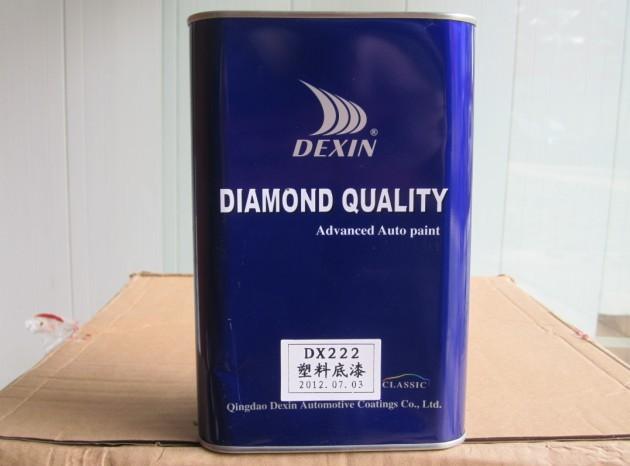 DEXIN®
DIAMOND QUALITY
Advanced Auto paint
DX222
塑料底漆
2012.07.03
CLASSIC
Qingdao Dexin Automotive Coatings Co., Ltd.